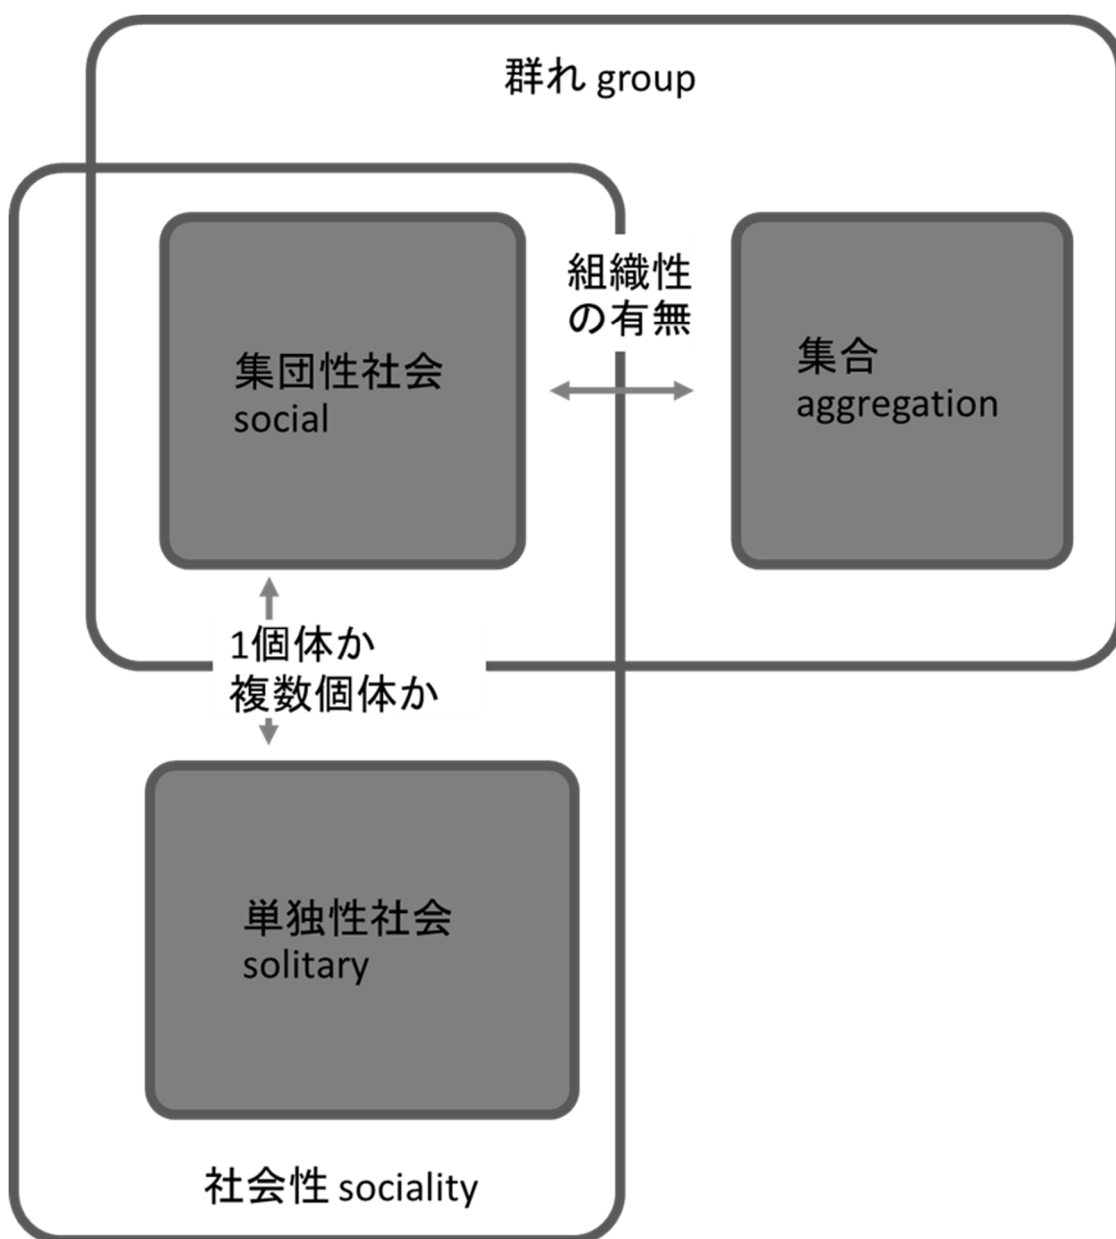 群れ group
組織性
の有無
集団性社会
social
集合
aggregation
1個体か
複数個体か
単独性社会
solitary
社会性 sociality